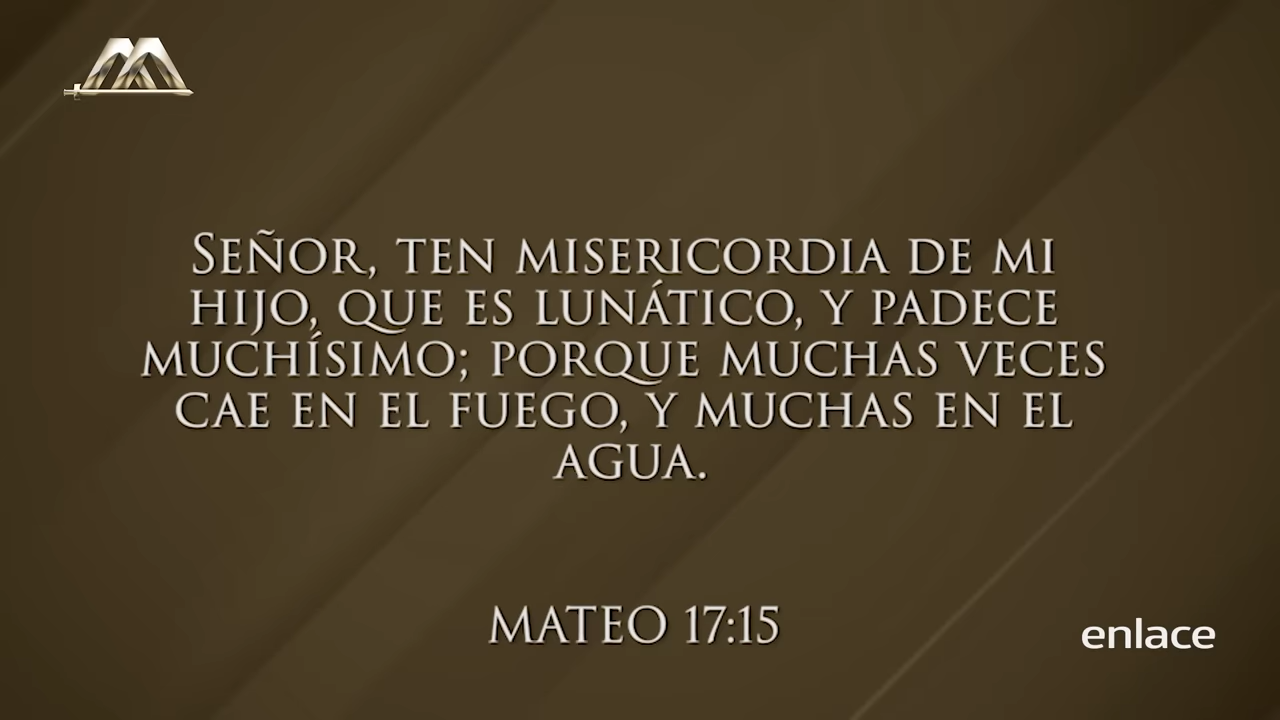 SEÑOR, TEN MISERICORDIA DE MI
HIJO, QUE ES LUNÁTICO, Y PADECE
MUCHÍSIMO; PORQUE MUCHAS VECES
CAE EN EL FUEGO, Y MUCHAS EN EL
AGUA.
MATEO 17:15
enlace